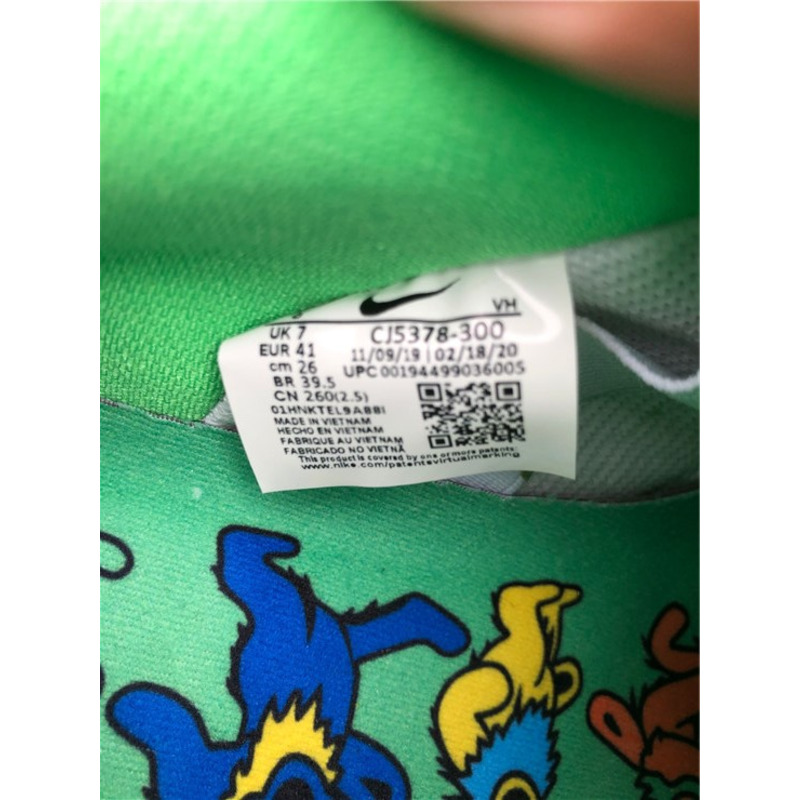 VH
UK 7
CJ5378-300
EUR 41
11/09/19 | 02/18/20
cm 26
UPC 00194499036005
BR 39.5
CN 260(2.5)
01HNKTEL9A88I
MADE IN VIETNAM
HECHO EN VIETNAM
FABRIQUE AU VIETNAM
FABRICADO NO VIETNÃ
This product is covered by one or more patents
www.nike.com/patentsvirtualmarking